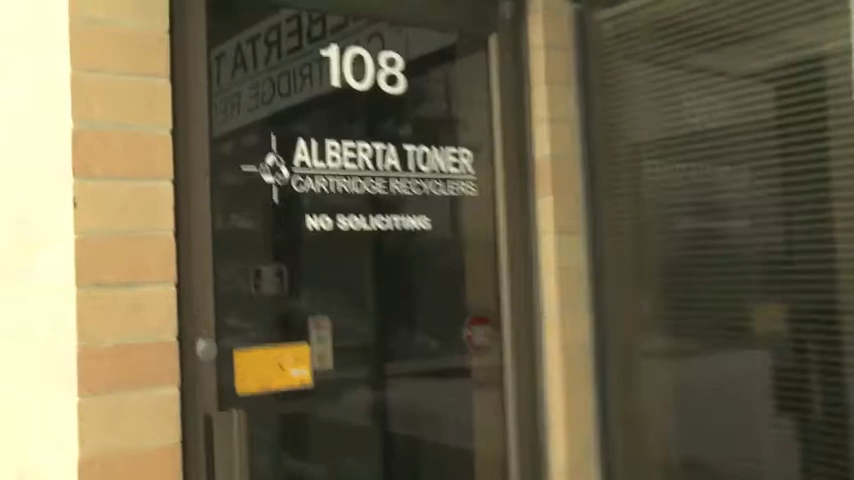 108
ALBERTA TONER
CARTRIDGE RECYCLERS
NO SOLICITING